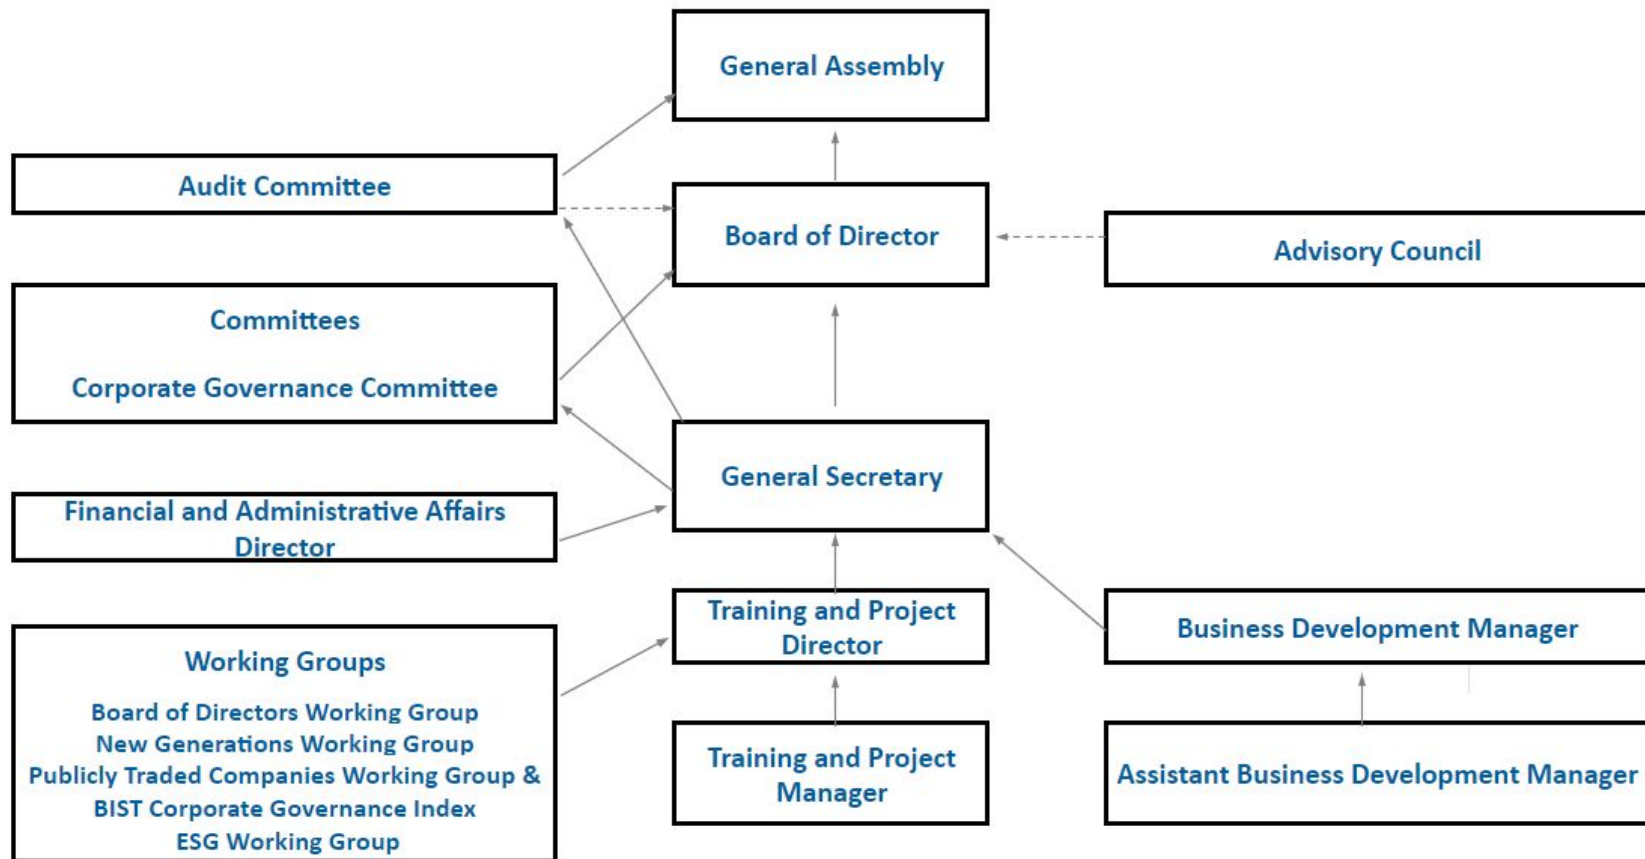 General Assembly
Audit Committee
Board of Director
Advisory Council
Committees
Corporate Governance Committee
General Secretary
Financial and Administrative Affairs
Director
Training and Project
Director
Business Development Manager
Working Groups
Board of Directors Working Group
New Generations Working Group
Publicly Traded Companies Working Group &
BIST Corporate Governance Index
ESG Working Group
Training and Project
Manager
Assistant Business Development Manager